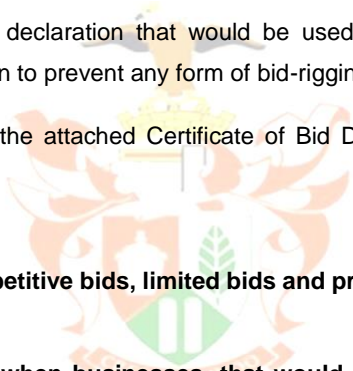 declaration that would be used
n to prevent any form of bid-rigging
the attached Certificate of Bid D
petitive bids, limited bids and pr
when businesses, that would